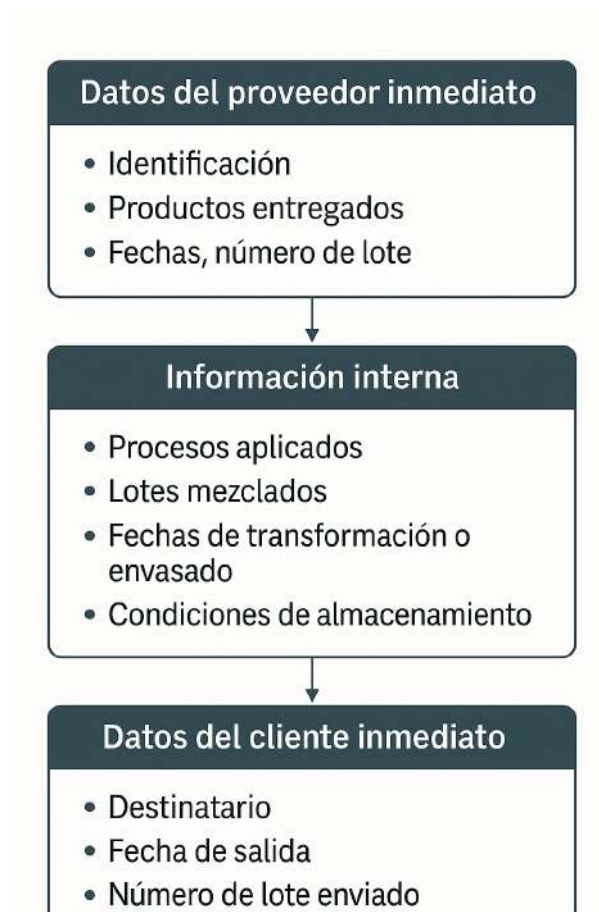 Datos del proveedor inmediato
• Identificación
• Productos entregados
• Fechas, número de lote
Información interna
• Procesos aplicados
• Lotes mezclados
• Fechas de transformación o
envasado
• Condiciones de almacenamiento
Datos del cliente inmediato
• Destinatario
• Fecha de salida
• Número de lote enviado